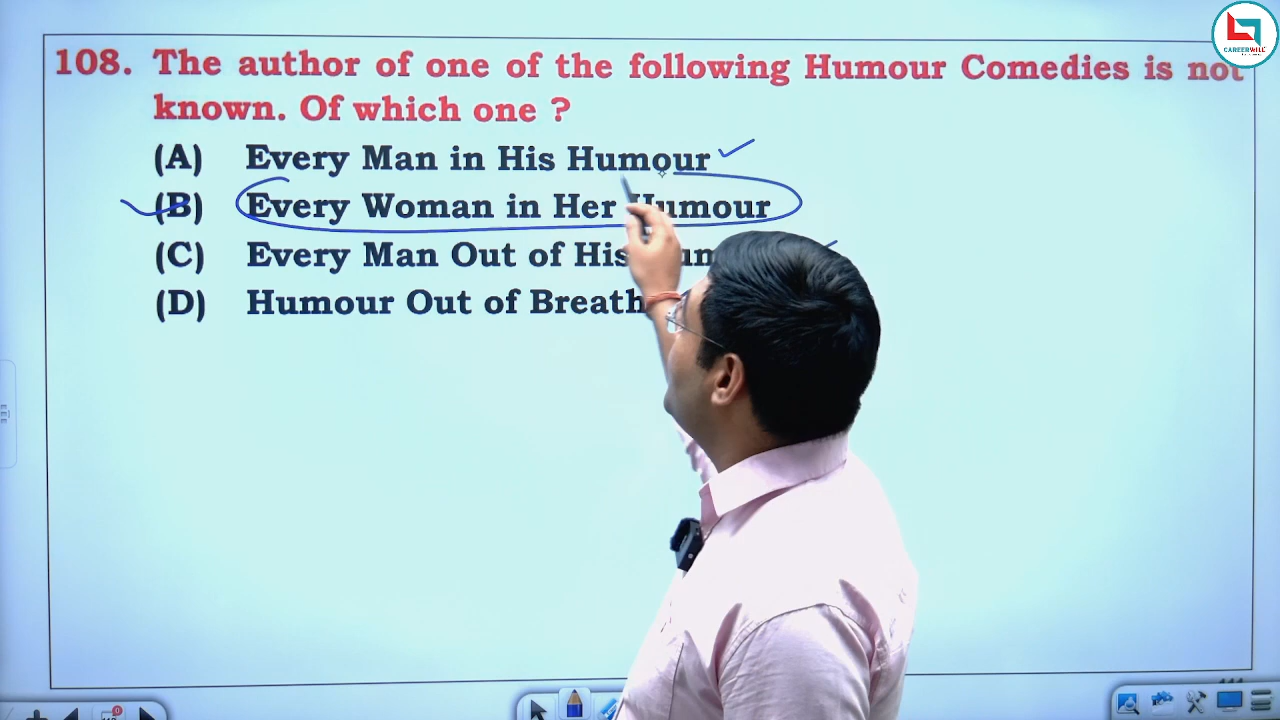 CAREERWILL
108. The author of one of the following Humour Comedies is not
known. Of which one ?
(A) Every Man in His Humour
(B) Every Woman in Her Humour
(C) Every Man Out of His
(D) Humour Out of Breath